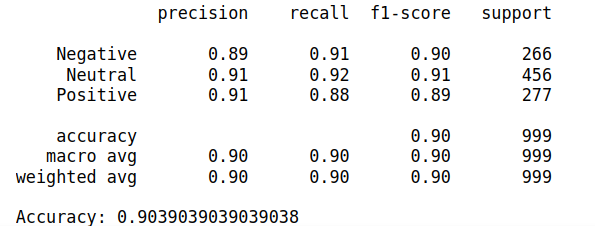 precision recall f1-score support
Negative 0.89 0.91 0.90 266
Neutral 0.91 0.92 0.91 456
Positive 0.91 0.88 0.89 277
accuracy 0.90 999
macro avg 0.90 0.90 0.90 999
weighted avg 0.90 0.90 0.90 999
Accuracy: 0.9039039039039038